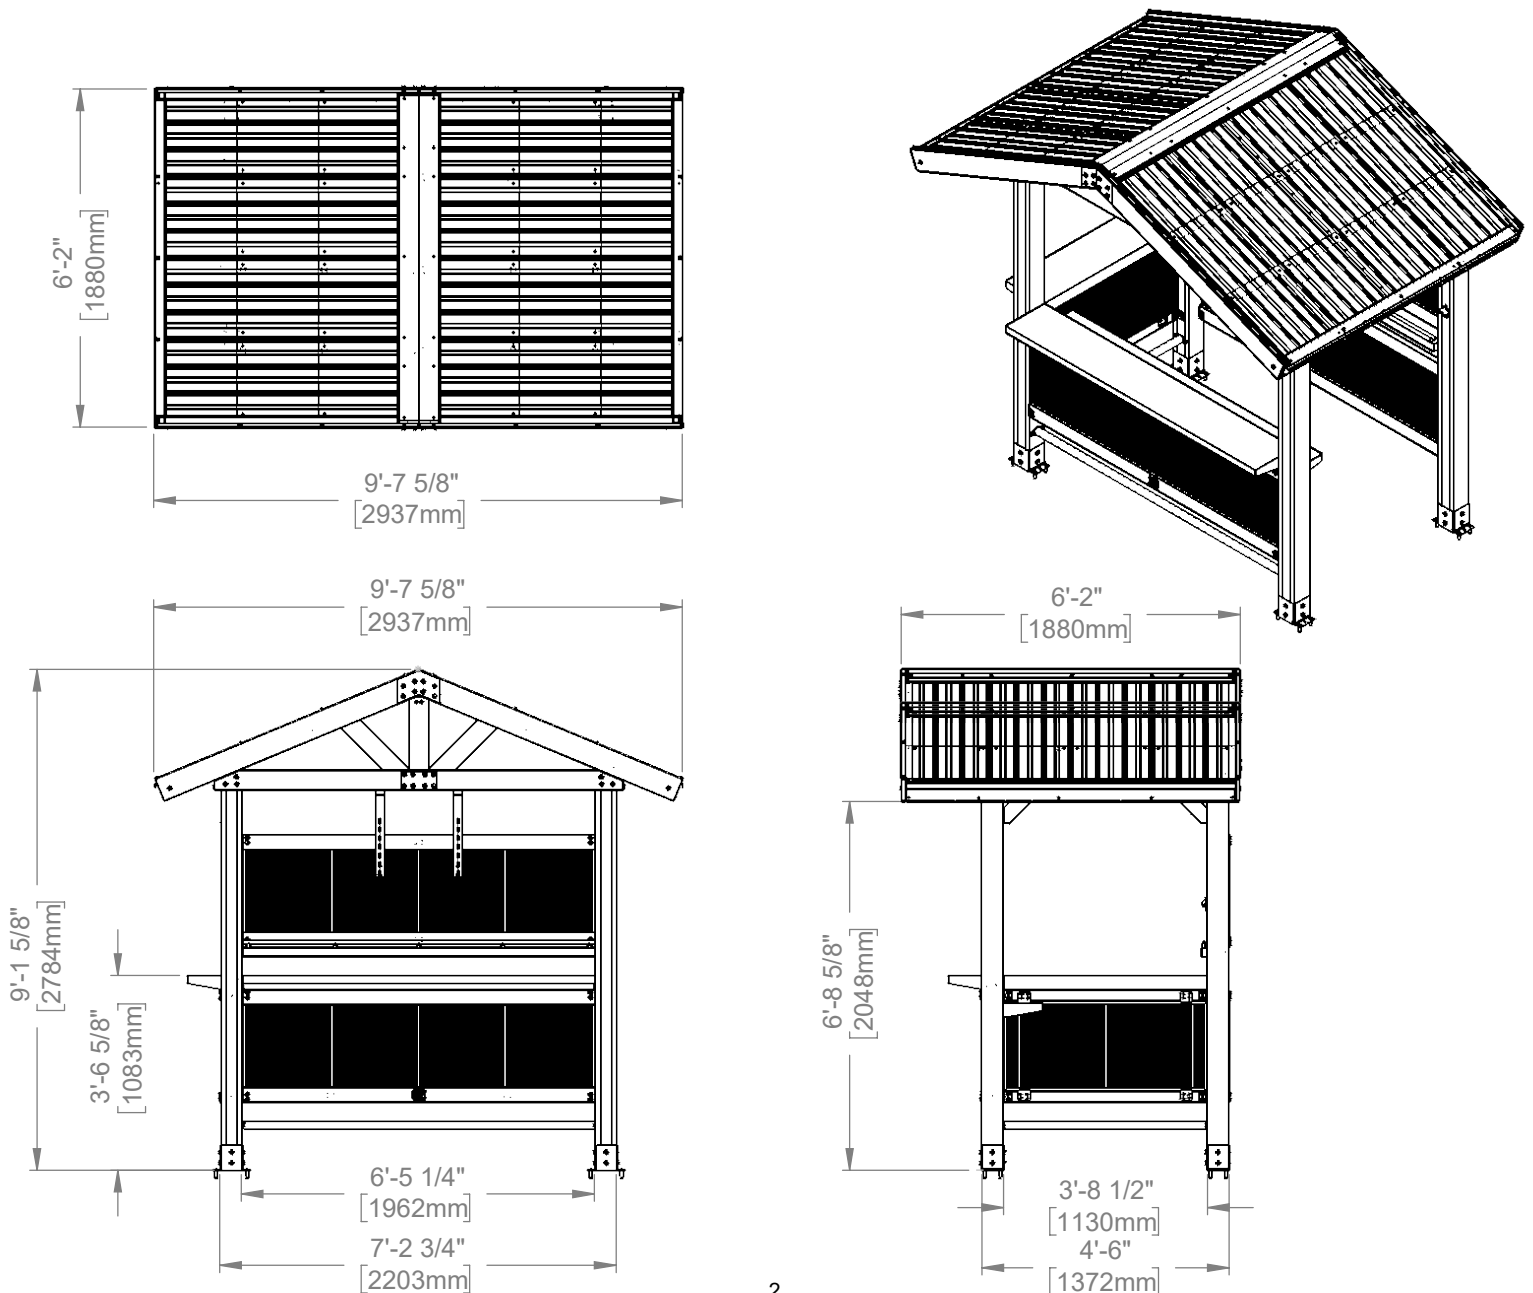 6'-2"
[1880mm]
9'-7 5/8"
[2937mm]
9'-7 5/8"
[2937mm]
6'-2"
[1880mm]
9'-1 5/8"
[2784mm]
3'-6 5/8"
[1083mm]
6'-8 5/8"
[2048mm]
6'-5 1/4"
[1962mm]
7'-2 3/4"
[2203mm]
3'-8 1/2"
[1130mm]
4'-6"
[1372mm]
2